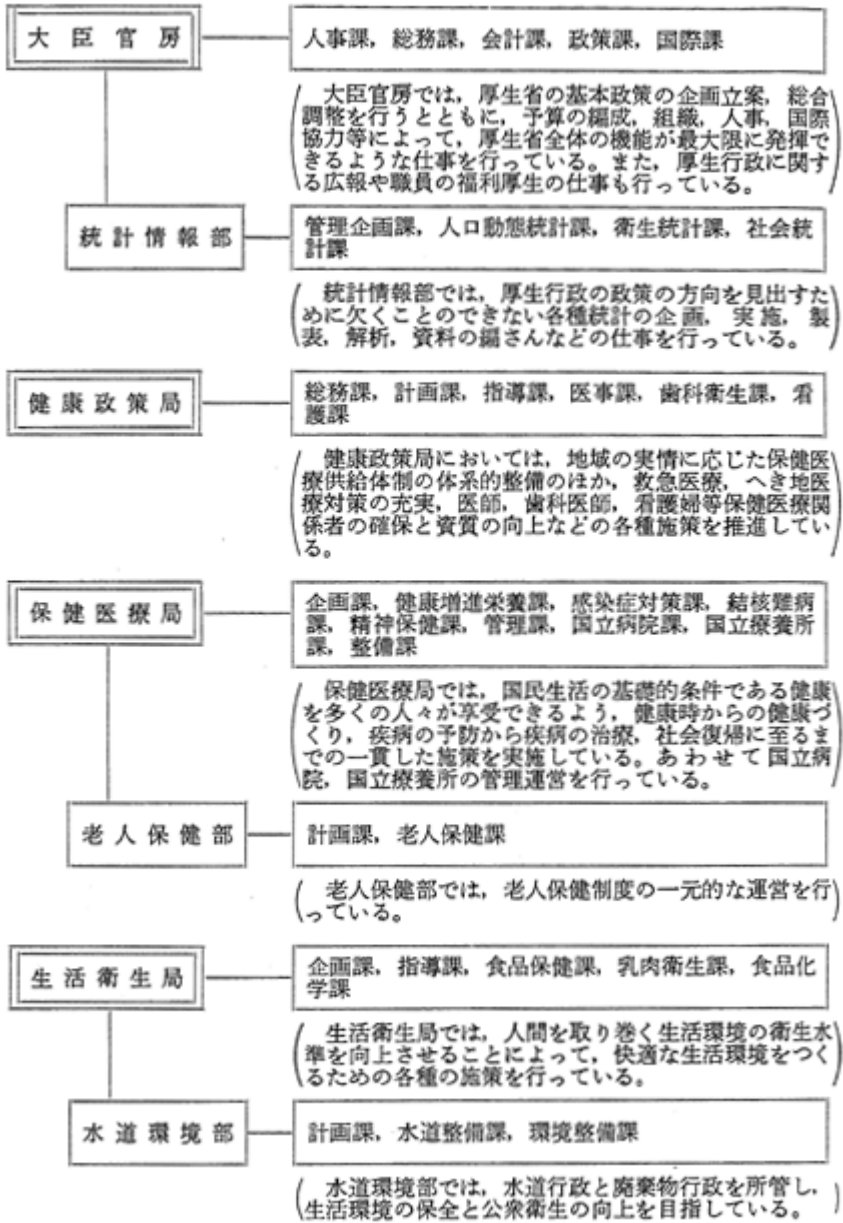 大臣官房
人事課，総務課，会計課，政策課，国際課
大臣官房では，厚生省の基本政策の企画立案，総合
調整を行うとともに，予算の編成，組織，人事，国際
協力等によって，厚生省全体の機能が最大限に発揮で
きるような仕事を行っている。また，厚生行政に関す
る広報や職員の福利厚生の仕事も行っている。
統計情報部
管理企画課，人口動態統計課，衛生統計課，社会統
計課
統計情報部では，厚生行政の政策の方向を見出すた
めに欠くことのできない各種統計の企画，実施，製
表，解析，資料の編さんなどの仕事を行っている。
健康政策局
総務課，計画課，指導課，医事課，歯科衛生課，看
護課
健康政策局においては，地域の実情に応じた保健医
療供給体制の体系的整備のほか，救急医療，へき地医
療対策の充実，医師，歯科医師，看護婦等保健医療関
係者の確保と資質の向上などの各種施策を推進してい
る。
保健医療局
企画課，健康増進栄養課，感染症対策課，結核難病
課，精神保健課，管理課，国立病院課，国立療養所
課，整備課
保健医療局では，国民生活の基礎的条件である健康
を多くの人々が享受できるよう，健康時からの健康づ
くり，疾病の予防から疾病の治療，社会復帰に至るま
での一貫した施策を実施している。あわせて国立病
院，国立療養所の管理運営を行っている。
老人保健部
計画課，老人保健課
老人保健部では，老人保健制度の一元的な運営を行
っている。
生活衛生局
企画課，指導課，食品保健課，乳肉衛生課，食品化
学課
生活衛生局では，人間を取り巻く生活環境の衛生水
準を向上させることによって，快適な生活環境をつく
るための各種の施策を行っている。
水道環境部
計画課，水道整備課，環境整備課
水道環境部では，水道行政と廃棄物行政を所管し，
生活環境の保全と公衆衛生の向上を目指している。